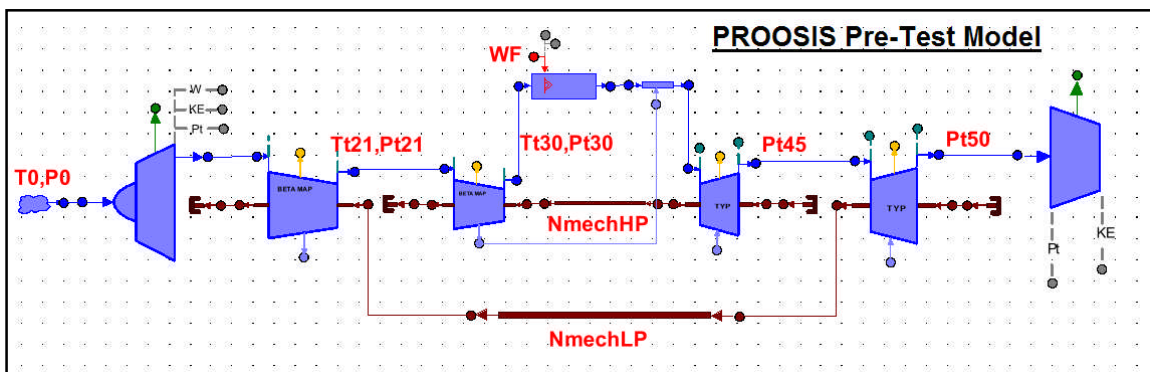 PROOSIS Pre-Test Model
WF
W
KE
Pt
Tt21,Pt21
Tt30,Pt30
Pt45
Pt50
T0,P0
BETA MAP
BETA MAP
TYP
TYP
NmechHP
Pt
KE
NmechLP